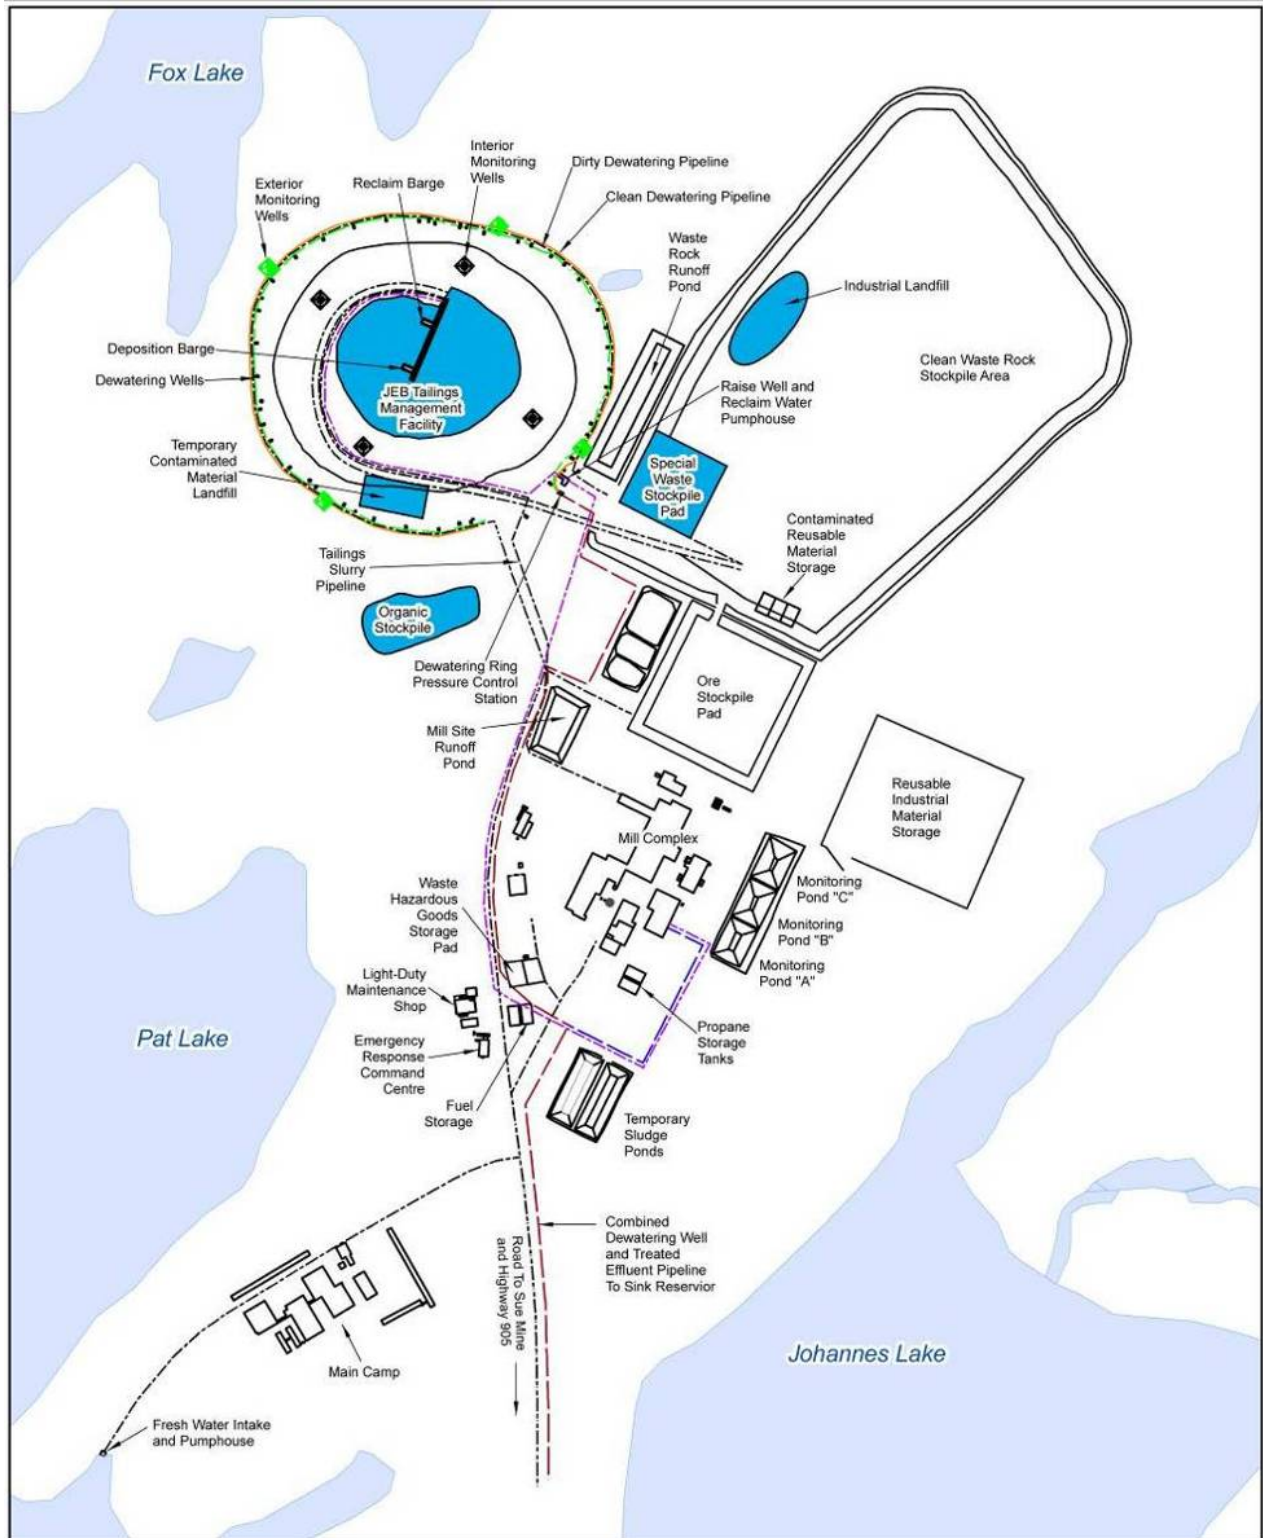 Fox Lake
Interior
Monitoring
Wells
Dirty Dewatering Pipeline
Exterior
Monitoring
Wells
Reclaim Barge
Clean Dewatering Pipeline
Waste
Rock
Runoff
Pond
Industrial Landfill
Deposition Barge
Dewatering Wells
JEB Tailings
Management
Facility
Clean Waste Rock
Stockpile Area
Raise Well and
Reclaim Water
Pumphouse
Temporary
Contaminated
Material
Landfill
Special
Waste
Stockpile
Pad
Contaminated
Reusable
Material
Storage
Tailings
Slurry
Pipeline
Organic
Stockpile
Dewatering Ring
Pressure Control
Station
Ore
Stockpile
Pad
Mill Site
Runoff
Pond
Reusable
Industrial
Material
Storage
Mill Complex
Monitoring
Pond "C"
Monitoring
Pond "B"
Monitoring
Pond "A"
Waste
Hazardous
Goods
Storage
Pad
Light-Duty
Maintenance
Shop
Pat Lake
Emergency
Response
Command
Centre
Propane
Storage
Tanks
Fuel
Storage
Temporary
Sludge
Ponds
Combined
Dewatering Well
and Treated
Effluent Pipeline
To Sink Reservior
Road To Sue Mine
and Highway 905
Main Camp
Johannes Lake
Fresh Water Intake
and Pumphouse